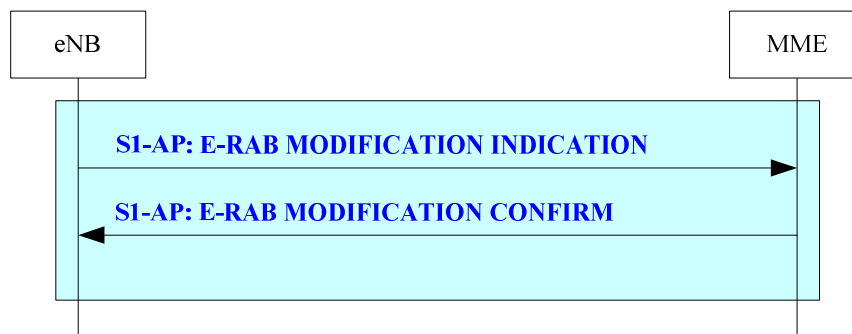 eNB
MME
S1-AP: E-RAB MODIFICATION INDICATION
S1-AP: E-RAB MODIFICATION CONFIRM